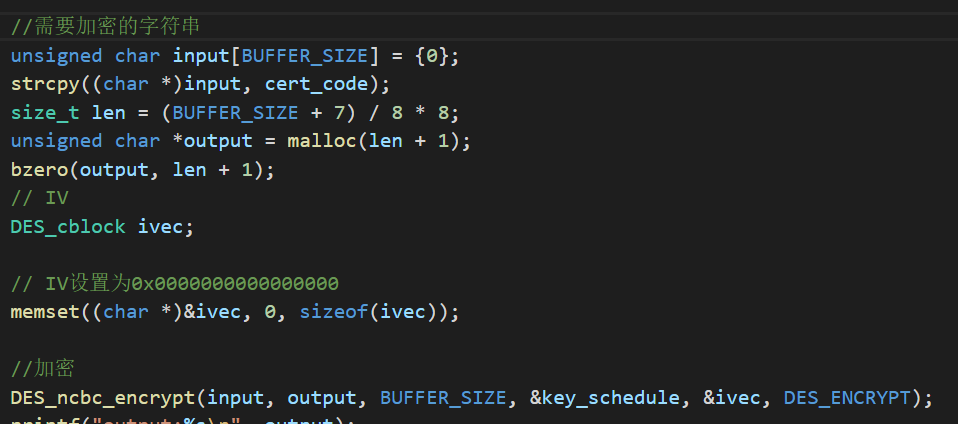 //需要加密的字符串
unsigned char input[BUFFER_SIZE] = {0};
strcpy((char *)input, cert_code);
size_t len = (BUFFER_SIZE + 7) / 8 * 8;
unsigned char *output = malloc(len + 1);
bzero(output, len + 1);
// IV
DES_cblock ivec;
// IV设置为0x0000000000000000
memset((char *)&ivec, 0, sizeof(ivec));
//加密
DES_ncbc_encrypt(input, output, BUFFER_SIZE, &key_schedule, &ivec, DES_ENCRYPT);
printf("output:%s\n", output);